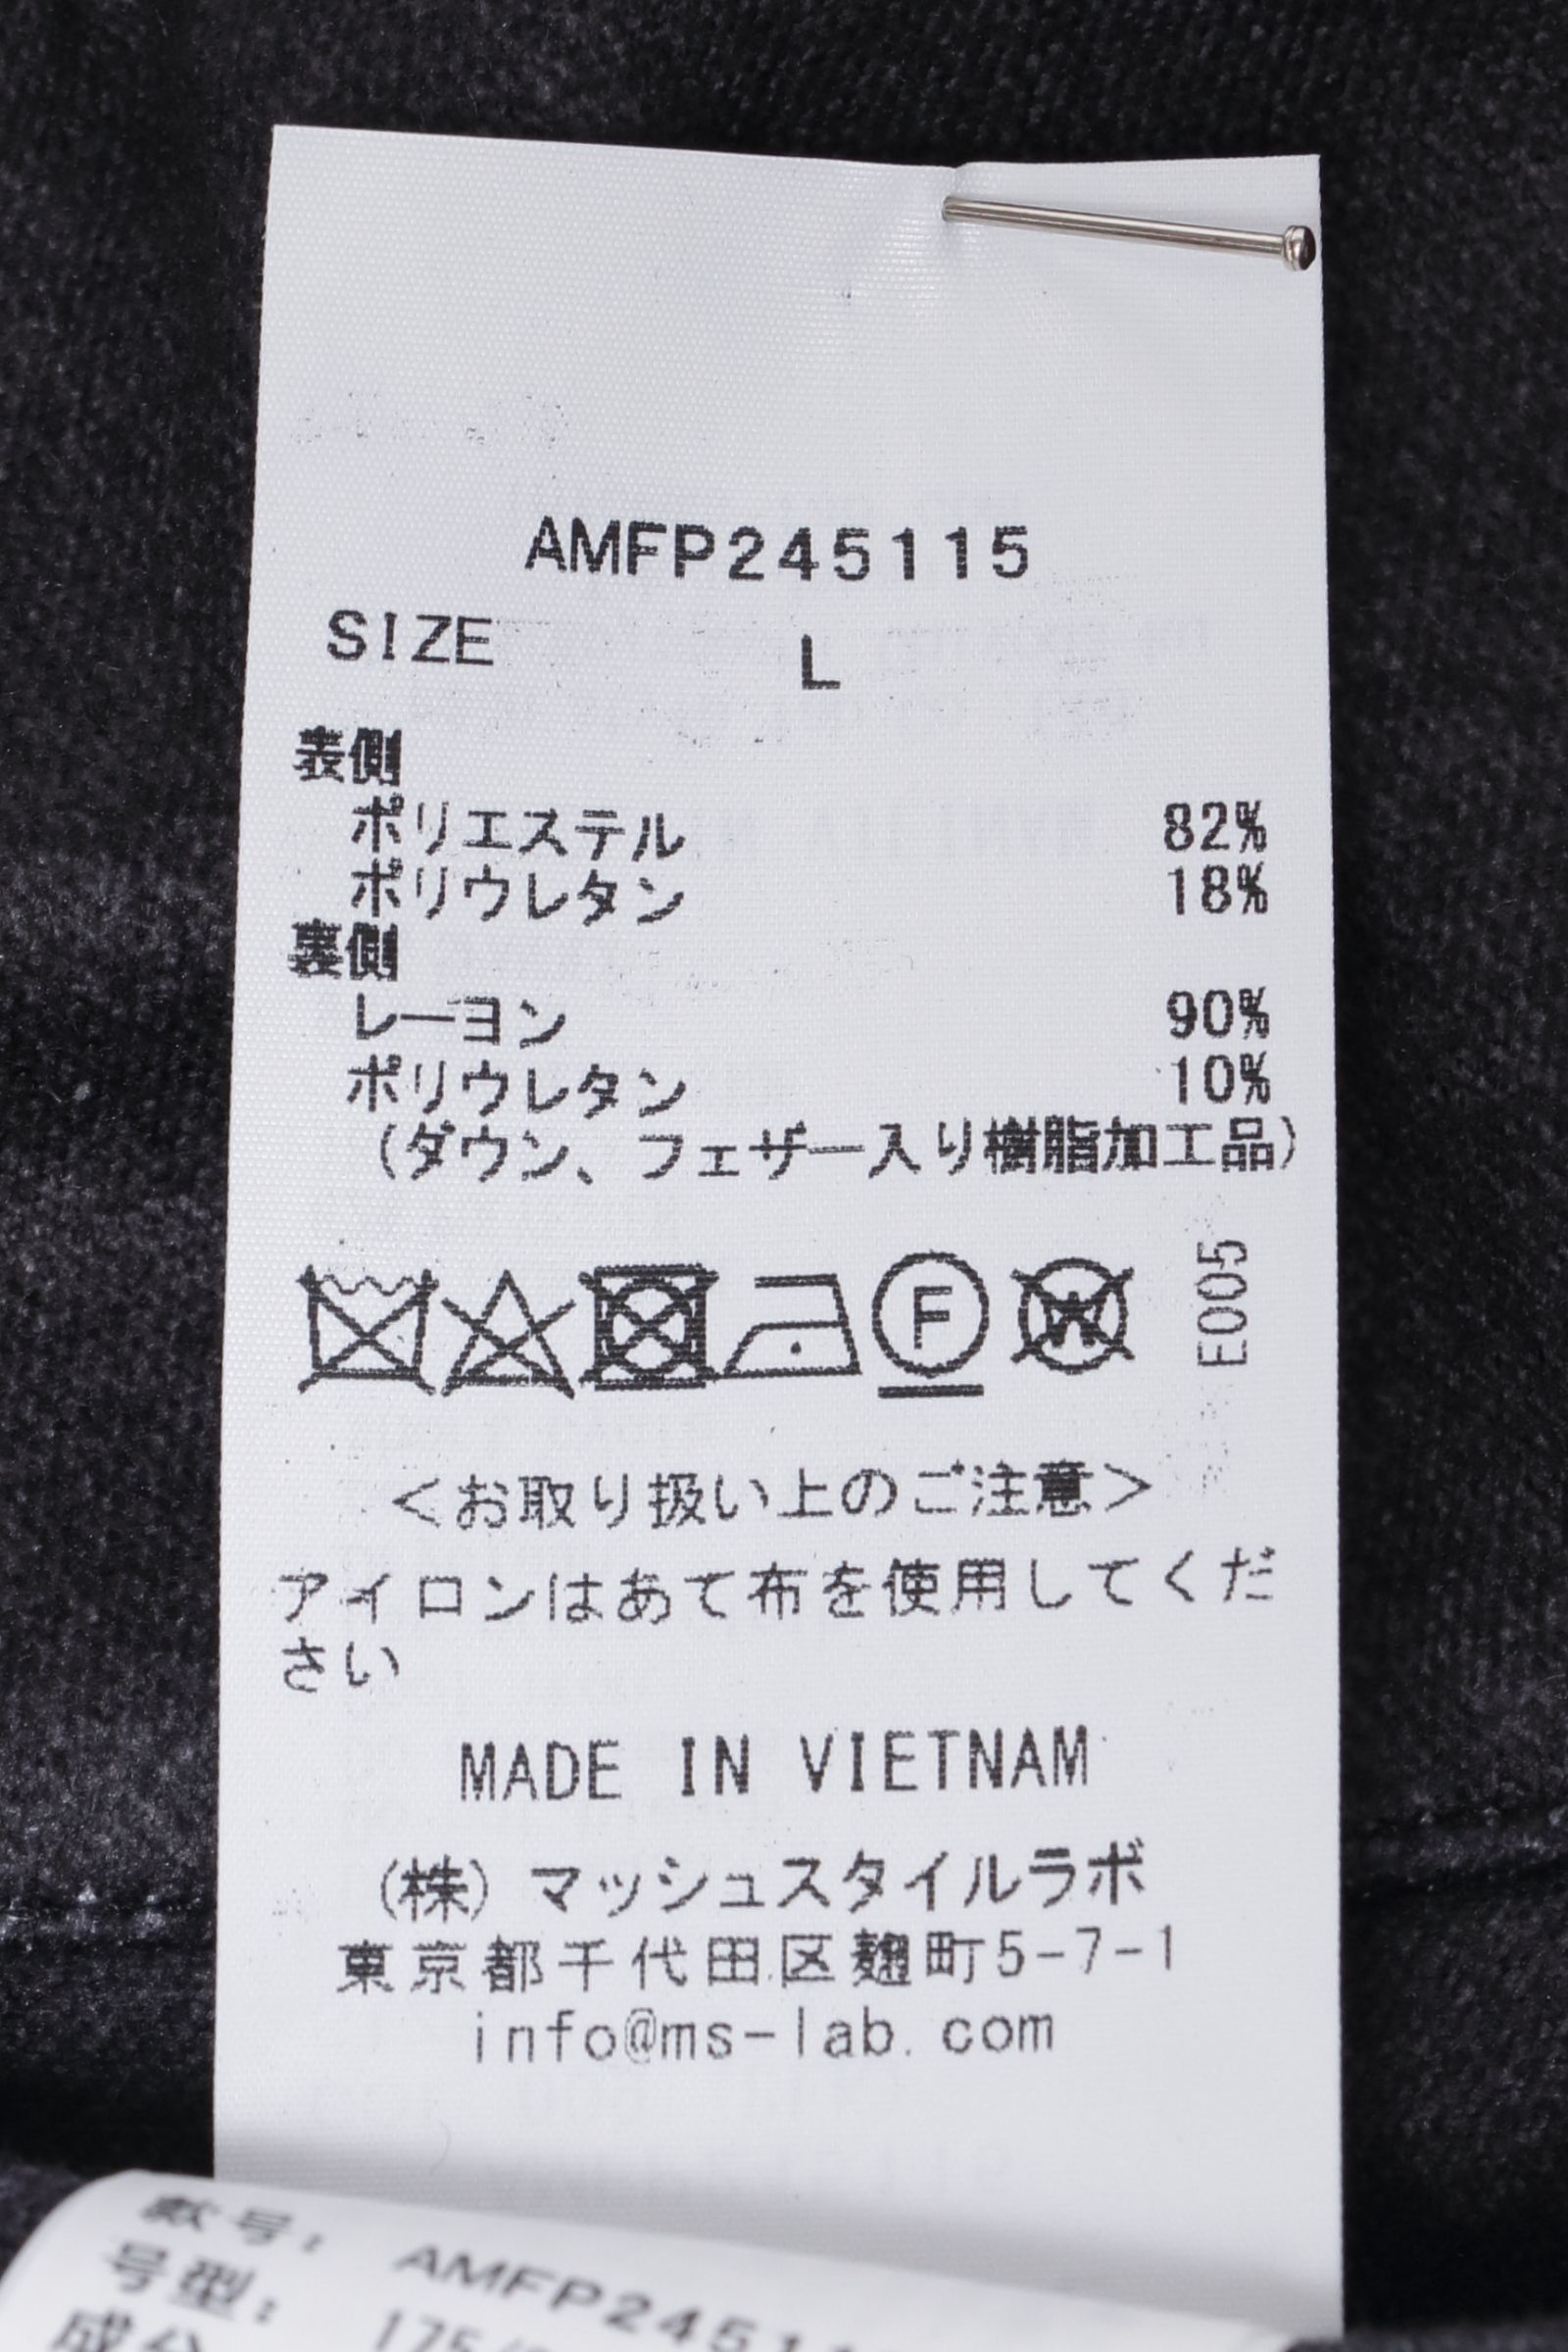 AMFP245115
SIZE L
表側
ポリエステル 82%
ポリウレタン 18%
裏側
レーヨン 90%
ポリウレタン 10%
(ダウン、フェザー入り樹脂加工品)
F W E005
<お取り扱い上のご注意>
アイロンはあて布を使用してくだ
さい
MADE IN VIETNAM
(株) マッシュスタイルラボ
東京都千代田区麹町5-7-1
info@ms-lab.com
款号: AMFP24511
号型: 175/
成分